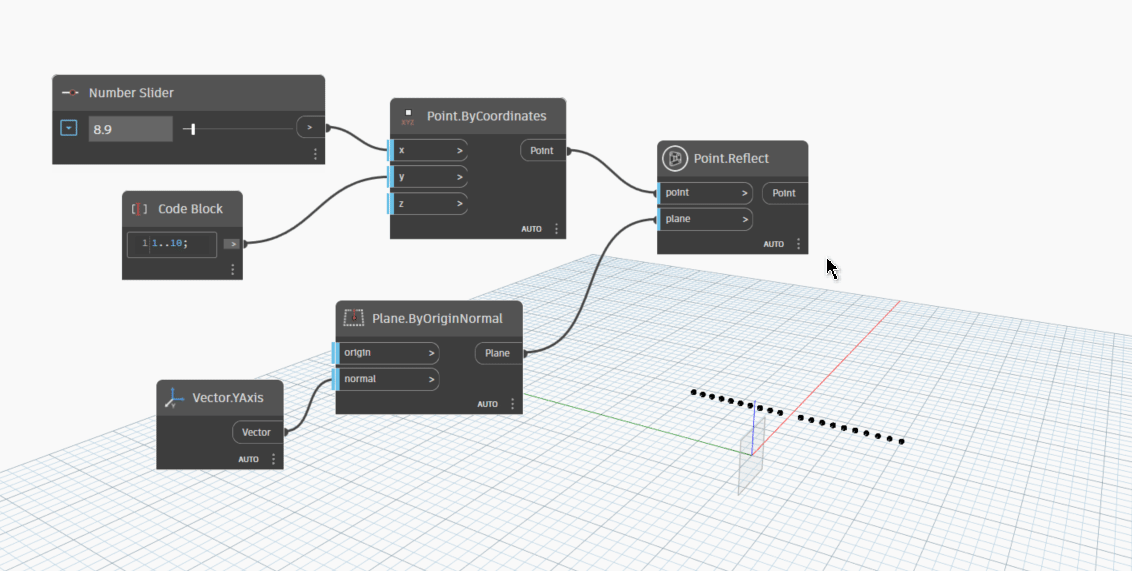 Number Slider
8.9
>
Code Block
1 1..10;
>
Point.ByCoordinates
XYZ
x >
Point
y >
z >
AUTO
Point.Reflect
point >
Point
plane >
AUTO
Plane.ByOriginNormal
origin >
Plane
normal >
AUTO
Vector.YAxis
Vector
AUTO